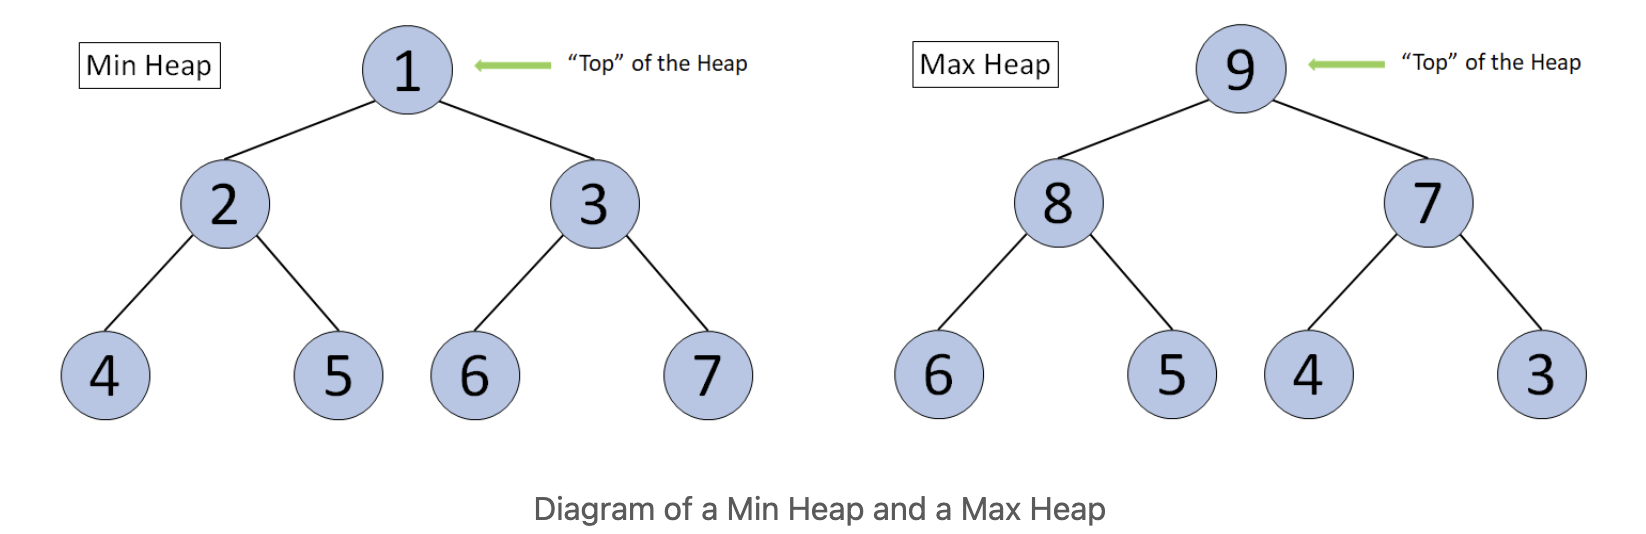 Min Heap
1
“Top” of the Heap
2
3
4
5
6
7
Max Heap
9
“Top” of the Heap
8
7
6
5
4
3
Diagram of a Min Heap and a Max Heap